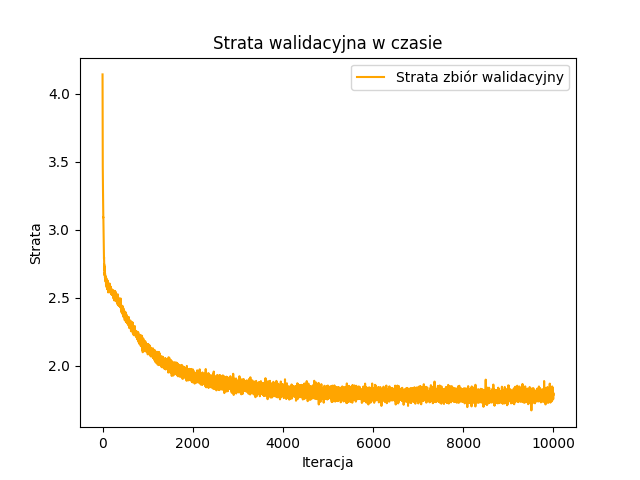 Strata walidacyjna w czasie
Strata zbiór walidacyjny
4.0
3.5
3.0
2.5
2.0
Strata
0
2000
4000
6000
8000
10000
Iteracja